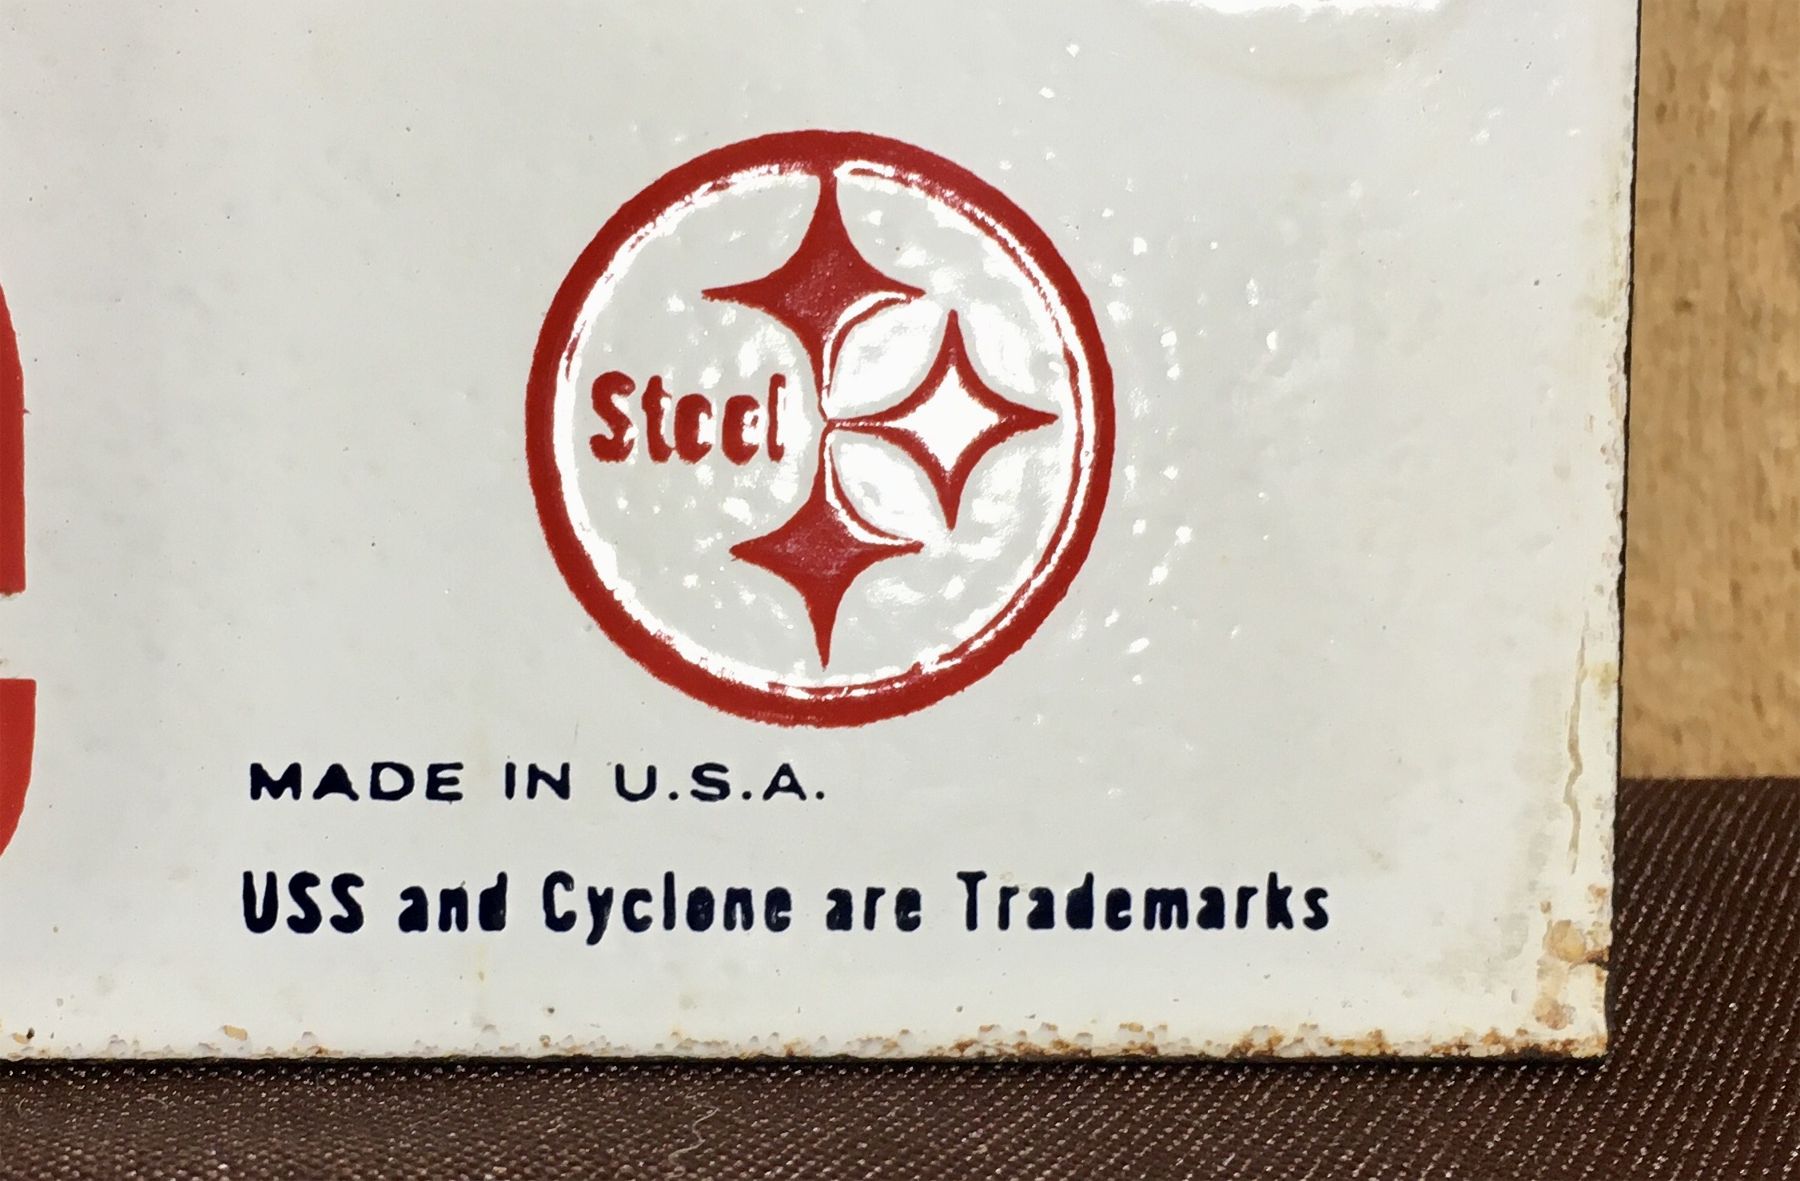 Steel
MADE IN U.S.A.
USS and Cyclone are Trademarks